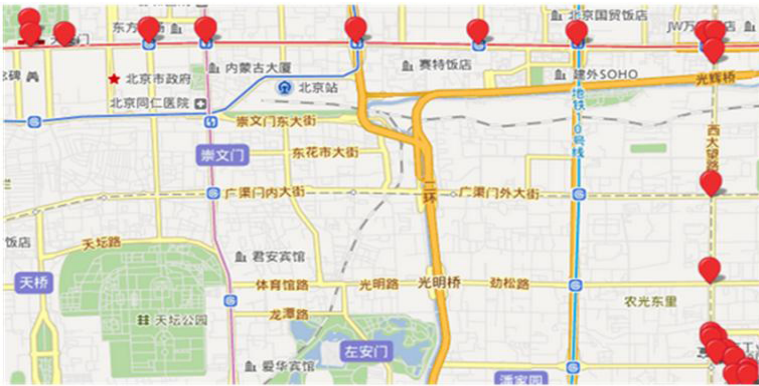 东方
北京国贸饭店
JW万
店
内蒙古大厦
赛特饭店
建外SOHO
光辉桥
念碑
北京市政府
北京站
北京同仁医院
地铁10号线
崇文门东大街
西大望路
崇文门
东花市大街
二环
广渠门内大街
广渠门外大街
饭店
天坛路
君安宾馆
天桥
体育馆路
光明路
光明桥
劲松路
农光东里
天坛公园
龙潭路
左安门
爱华宾馆
潘家园